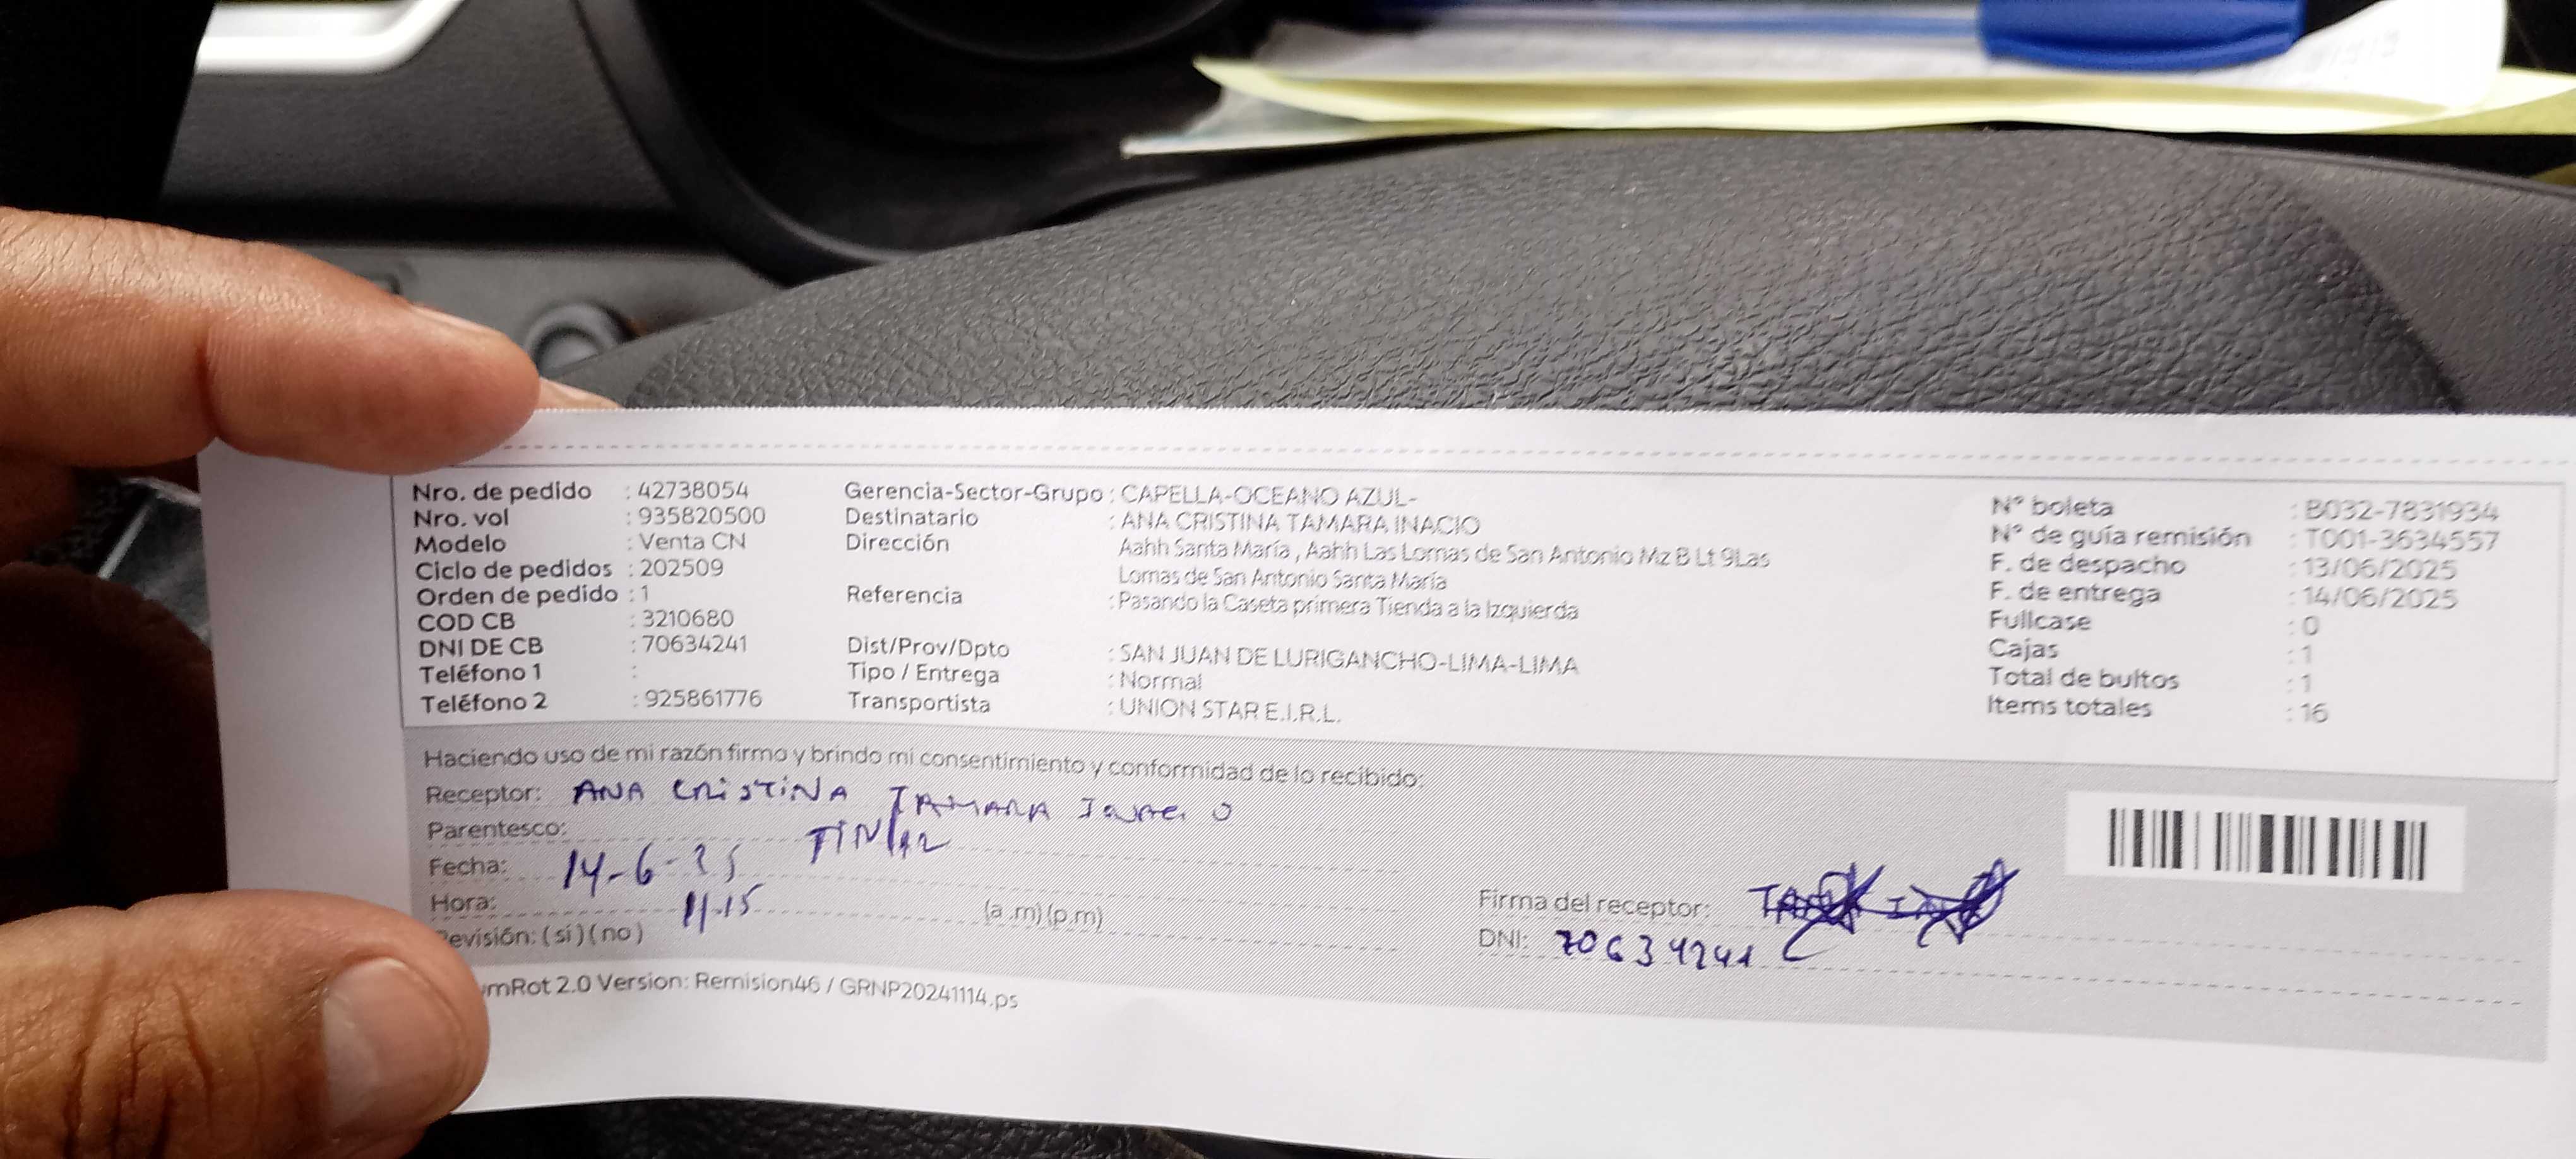 Nro. de pedido : 42738054
Nro. vol : 935820500
Modelo : Venta CN
Ciclo de pedidos : 202509
Orden de pedido : 1
COD CB : 3210680
DNI DE CB : 70634241
Teléfono 1 :
Teléfono 2 : 925861776
Gerencia-Sector-Grupo : CAPELLA-OCEANO AZUL-
Destinatario : ANA CRISTINA TAMARA INACIO
Dirección Aahh Santa María , Aahh Las Lomas de San Antonio Mz B Lt 9Las
Lomas de San Antonio Santa María
Referencia : Pasando la Caseta primera Tienda a la Izquierda
Dist/Prov/Dpto : SAN JUAN DE LURIGANCHO-LIMA-LIMA
Tipo / Entrega : Normal
Transportista : UNION STAR E.I.R.L.
N° boleta : B032-7831934
N° de guía remisión : T001-3634557
F. de despacho : 13/06/2025
F. de entrega : 14/06/2025
Fullcase : 0
Cajas : 1
Total de bultos : 1
Items totales : 16
Haciendo uso de mi razón firmo y brindo mi consentimiento y conformidad de lo recibido:
Receptor: ANA CRISTINA TAMARA
Parentesco:
Fecha: 14-6-25
Hora: 11.15 (a .m) (p.m)
evisión: ( si ) ( no )
Firma del receptor:
DNI: 70634241
mRot 2.0 Version: Remision46 / GRNP20241114.ps